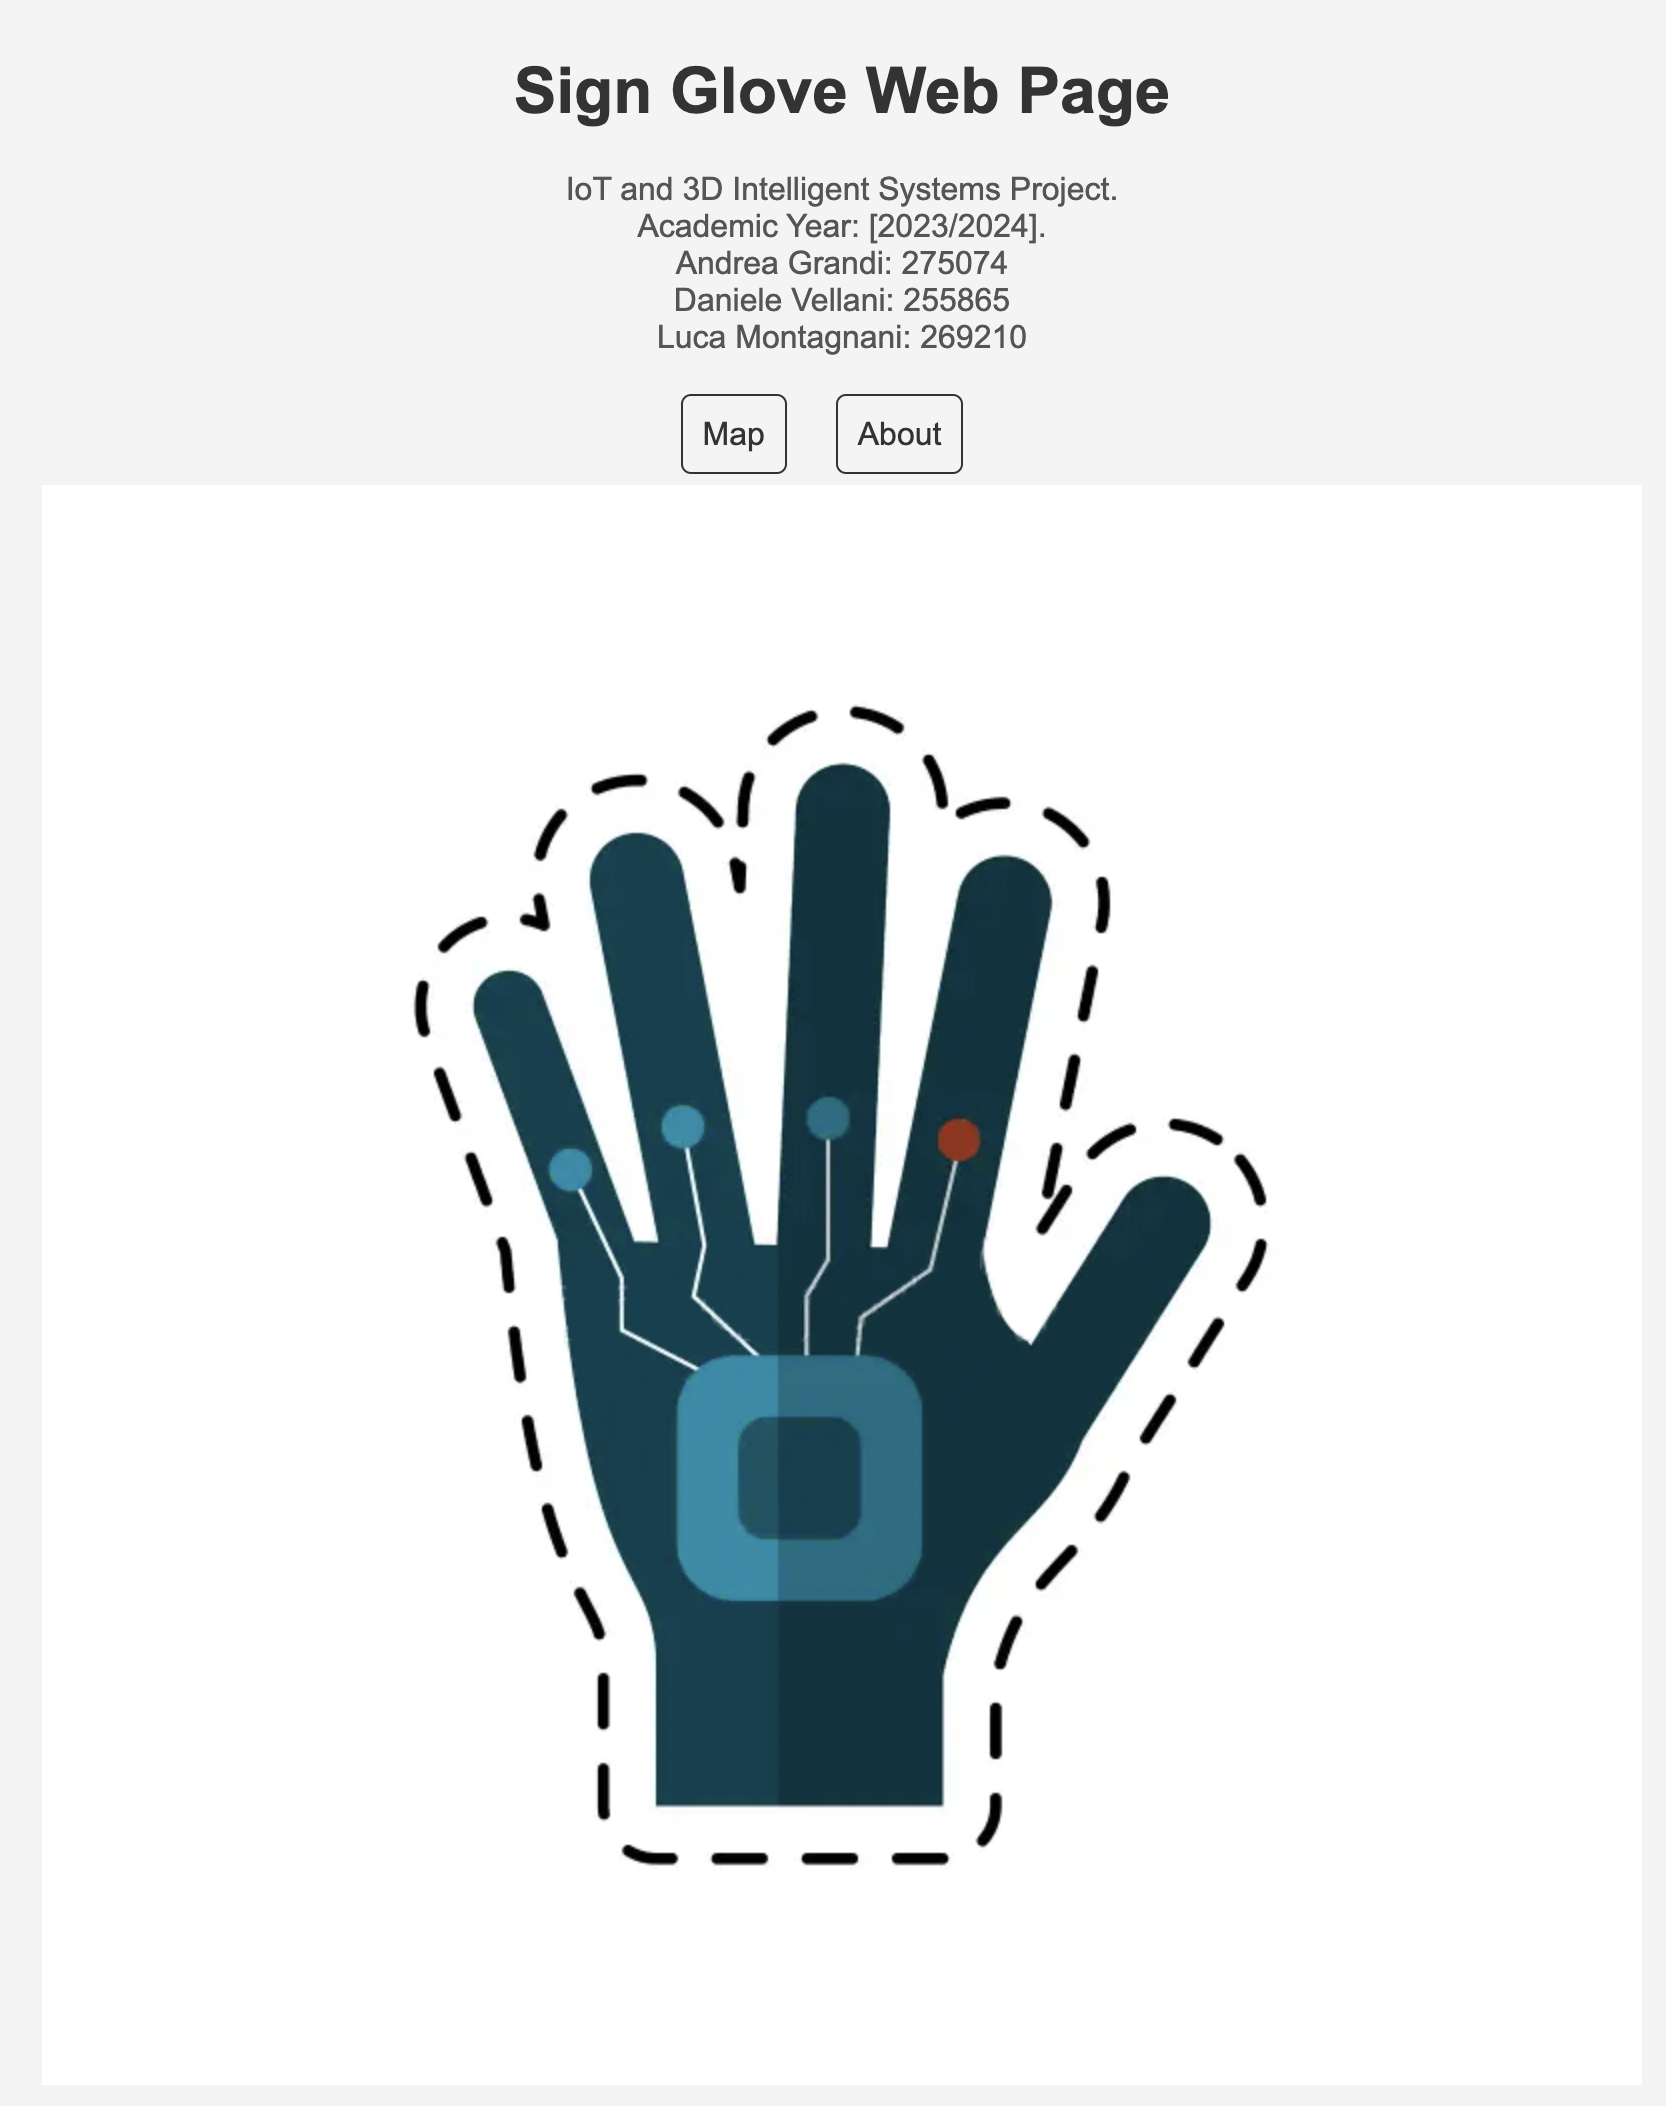 Sign Glove Web Page
IoT and 3D Intelligent Systems Project.
Academic Year: [2023/2024].
Andrea Grandi: 275074
Daniele Vellani: 255865
Luca Montagnani: 269210
Map
About